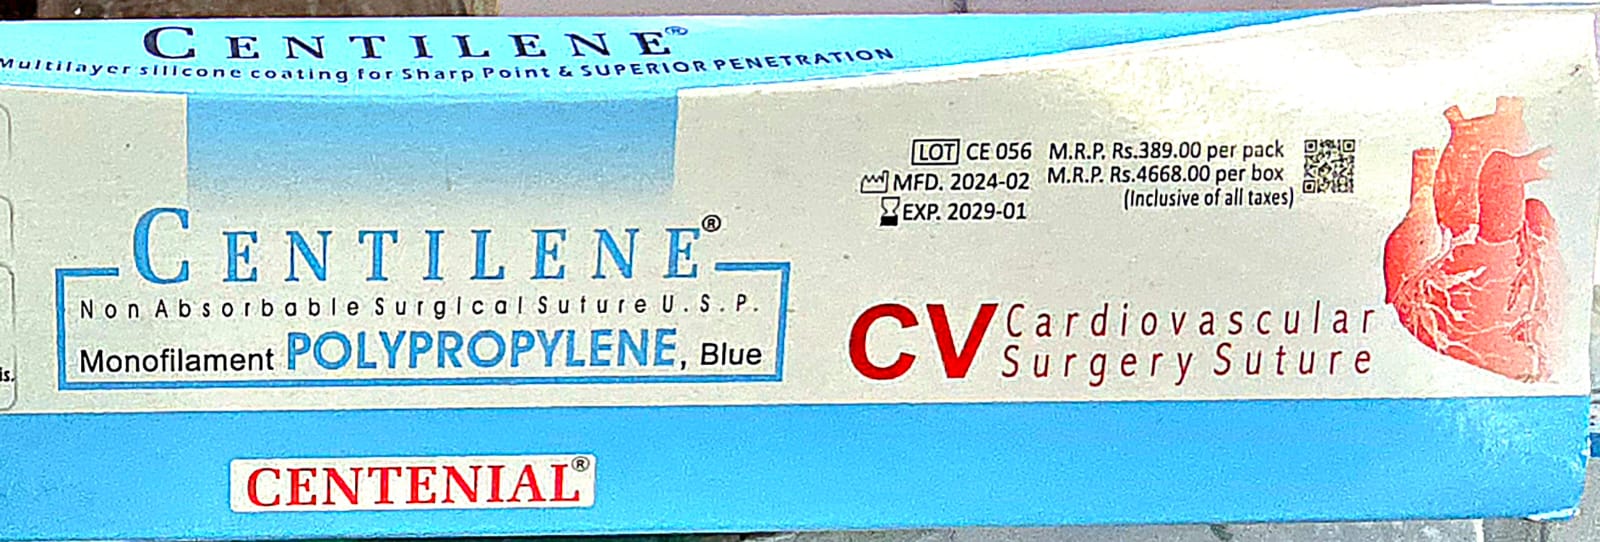 CENTILENE®
Multilayer silicone coating for Sharp Point & SUPERIOR PENETRATION
LOT CE 056 M.R.P. Rs.389.00 per pack
MFD. 2024-02 M.R.P. Rs.4668.00 per box
EXP. 2029-01 (Inclusive of all taxes)
CENTILENE®
Non Absorbable Surgical Suture U.S.P.
Monofilament POLYPROPYLENE, Blue
CV Cardiovascular
Surgery Suture
is.
CENTENIAL®